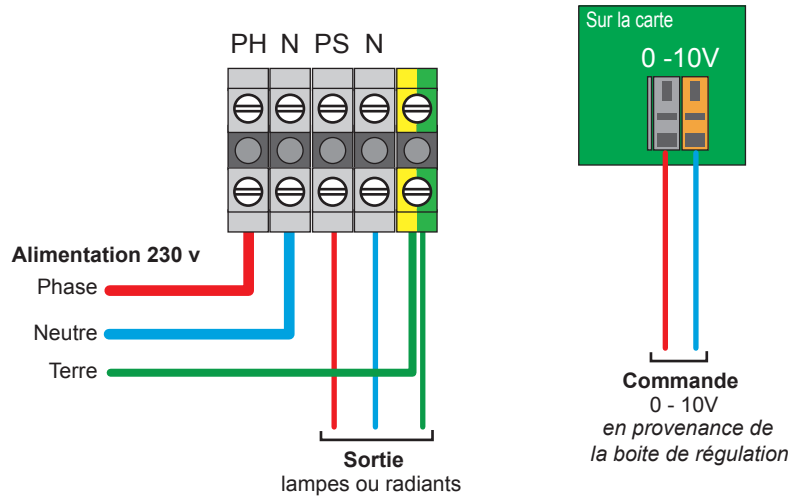 PH N PS N
Alimentation 230 v
Phase
Neutre
Terre
Sortie
lampes ou radiants
Sur la carte
0 -10V
Commande
0 - 10V
en provenance de
la boite de régulation